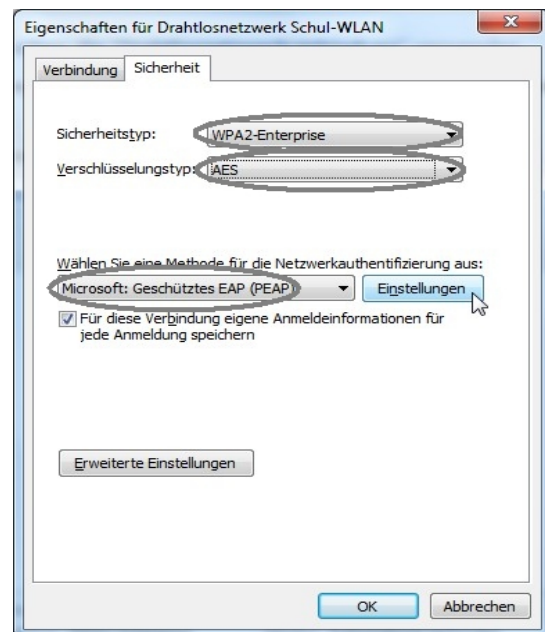 Eigenschaften für Drahtlosnetzwerk Schul-WLAN
Verbindung Sicherheit
Sicherheitstyp: WPA2-Enterprise
Verschlüsselungstyp: AES
Wählen Sie eine Methode für die Netzwerkauthentifizierung aus:
Microsoft: Geschütztes EAP (PEAP) Einstellungen
Für diese Verbindung eigene Anmeldeinformationen für
jede Anmeldung speichern
Erweiterte Einstellungen
OK Abbrechen